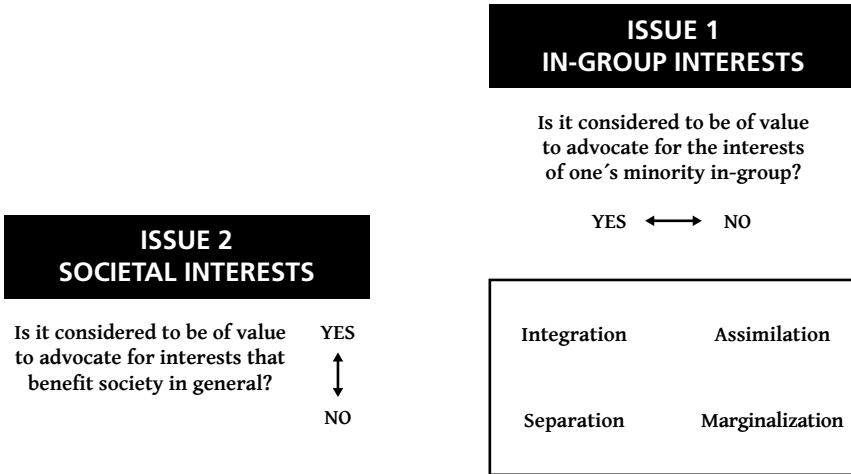 ISSUE 1
IN-GROUP INTERESTS
Is it considered to be of value
to advocate for the interests
of one´s minority in-group?
YES NO
ISSUE 2
SOCIETAL INTERESTS
Is it considered to be of value
to advocate for interests that
benefit society in general?
YES
NO
Integration Assimilation
Separation Marginalization